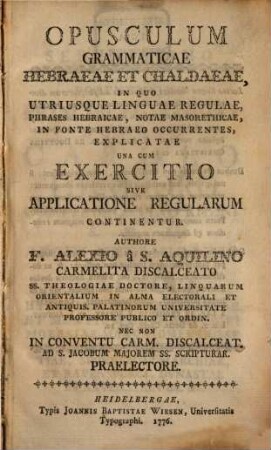 OPUSCULUM
GRAMMATICAE
HEBRAEAE ET CHALDAEAE,
IN QUO
UTRIUSQUE LINGUAE REGULAE,
PHRASES HEBRAICAE, NOTAE MASORETHICAE,
IN FONTE HEBRAEO OCCURRENTES,
EXPLICATAE
UNA CUM
EXERCITIO
SIVE
APPLICATIONE REGULARUM
CONTINENTUR.
AUTHORE
F. ALEXIO â S. AQUILINO
CARMELITA DISCALCEATO
SS. THEOLOGIAE DOCTORE, LINGUARUM
ORIENTALIUM IN ALMA ELECTORALI ET
ANTIQUIS. PALATINORUM UNIVERSITATE
PROFESSORE PUBLICO ET ORDIN.
NEC NON
IN CONVENTU CARM. DISCALCEAT.
AD S. JACOBUM MAJOREM SS. SCRIPTURAR.
PRAELECTORE.
HEIDELBERGAE,
Typis JOANNIS BAPTISTAE WIESEN, Universitatis
Typographi. 1776.